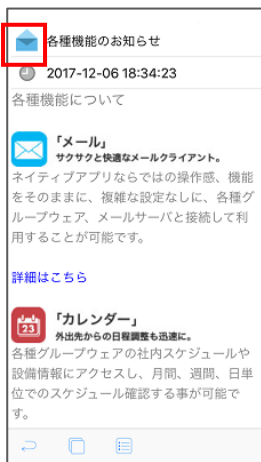 各種機能のお知らせ
2017-12-06 18:34:23
各種機能について
「メール」
サクサクと快適なメールクライアント。
ネイティブアプリならではの操作感、機能
をそのままに、複雑な設定なしに、各種グ
ループウェア、メールサーバと接続して利
用することが可能です。
詳細はこちら
23
「カレンダー」
外出先からの日程調整も迅速に。
各種グループウェアの社内スケジュールや
設備情報にアクセスし、月間、週間、日単
位でのスケジュール確認する事が可能で
す。